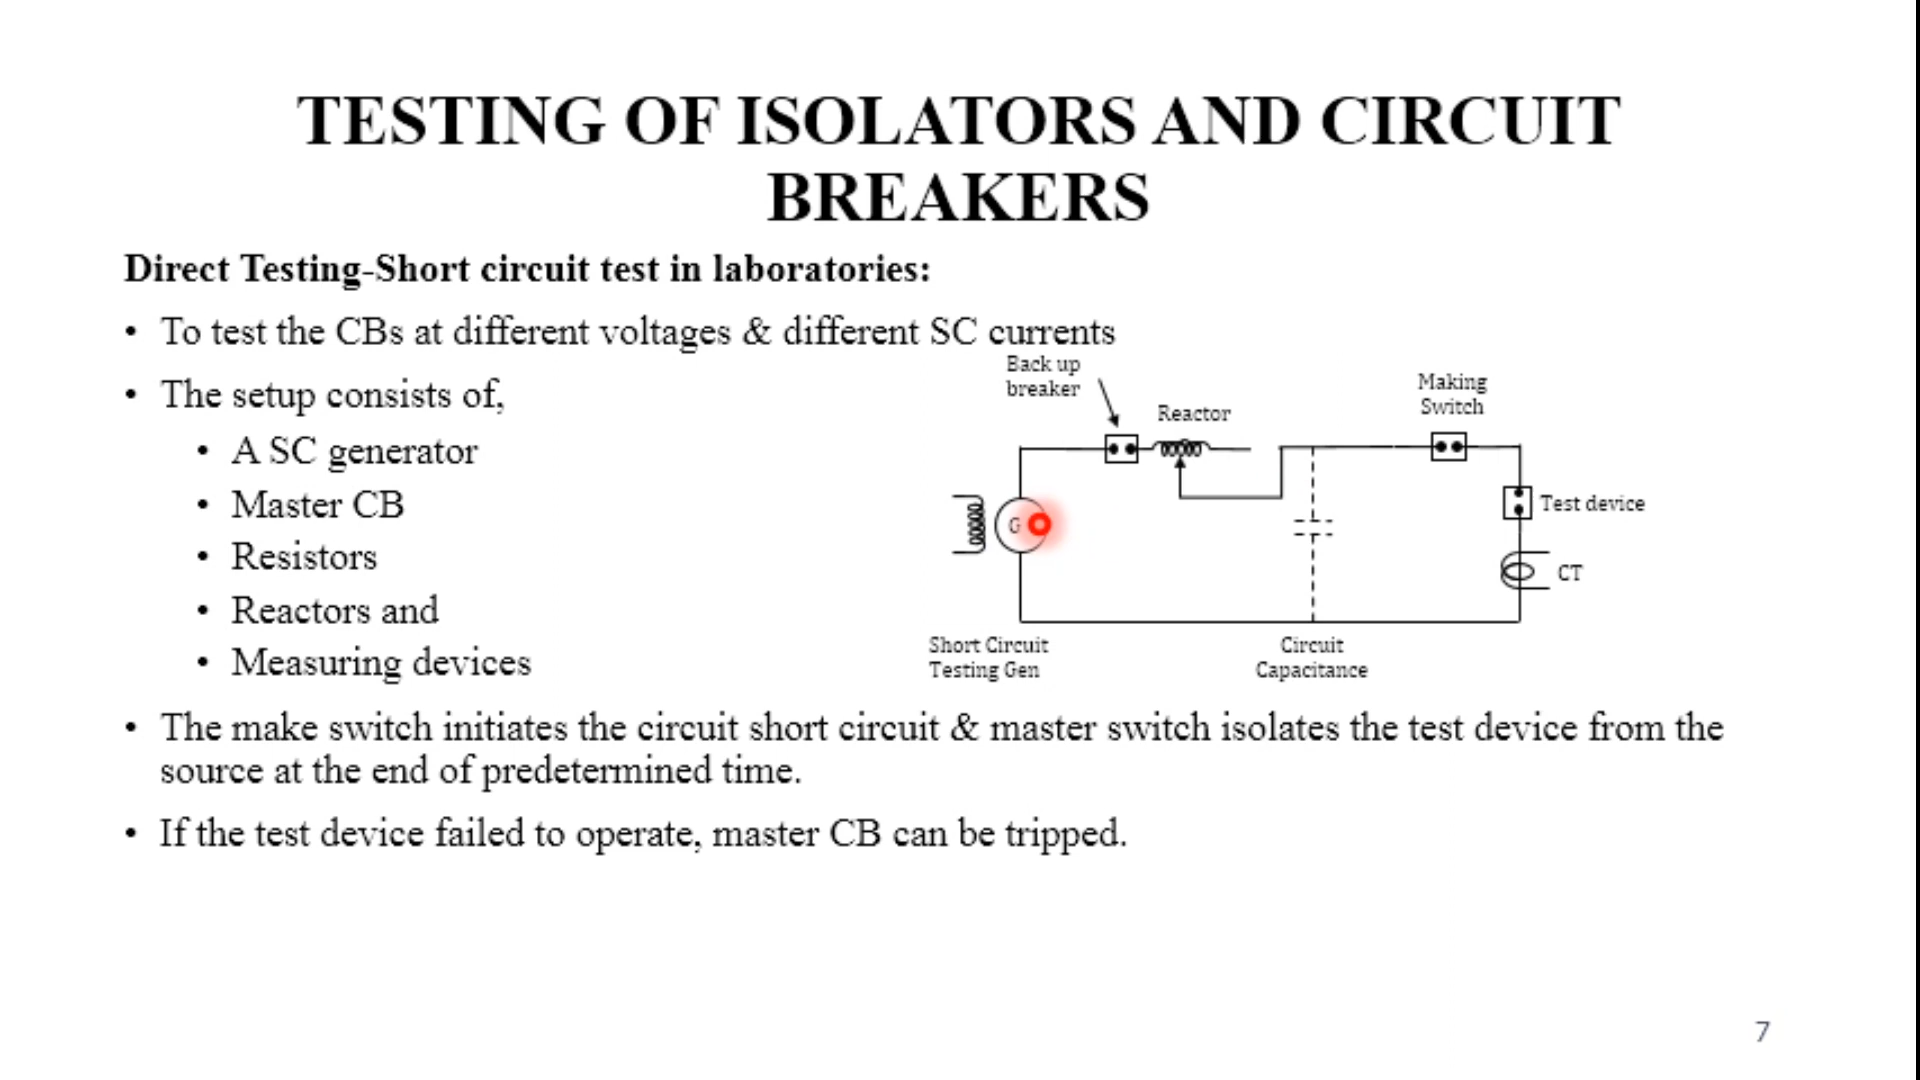 TESTING OF ISOLATORS AND CIRCUIT
BREAKERS
Direct Testing-Short circuit test in laboratories:
• To test the CBs at different voltages & different SC currents
• The setup consists of,
• A SC generator
• Master CB
• Resistors
• Reactors and
• Measuring devices
Back up
breaker
Reactor
Making
Switch
G
Test device
CT
Short Circuit
Testing Gen
Circuit
Capacitance
• The make switch initiates the circuit short circuit & master switch isolates the test device from the
source at the end of predetermined time.
• If the test device failed to operate, master CB can be tripped.
7